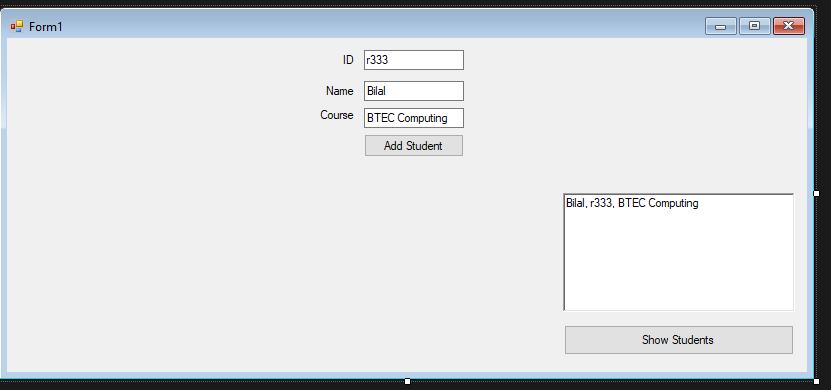 Form1
ID r333
Name Bilal
Course BTEC Computing
Add Student
Bilal, r333, BTEC Computing
Show Students